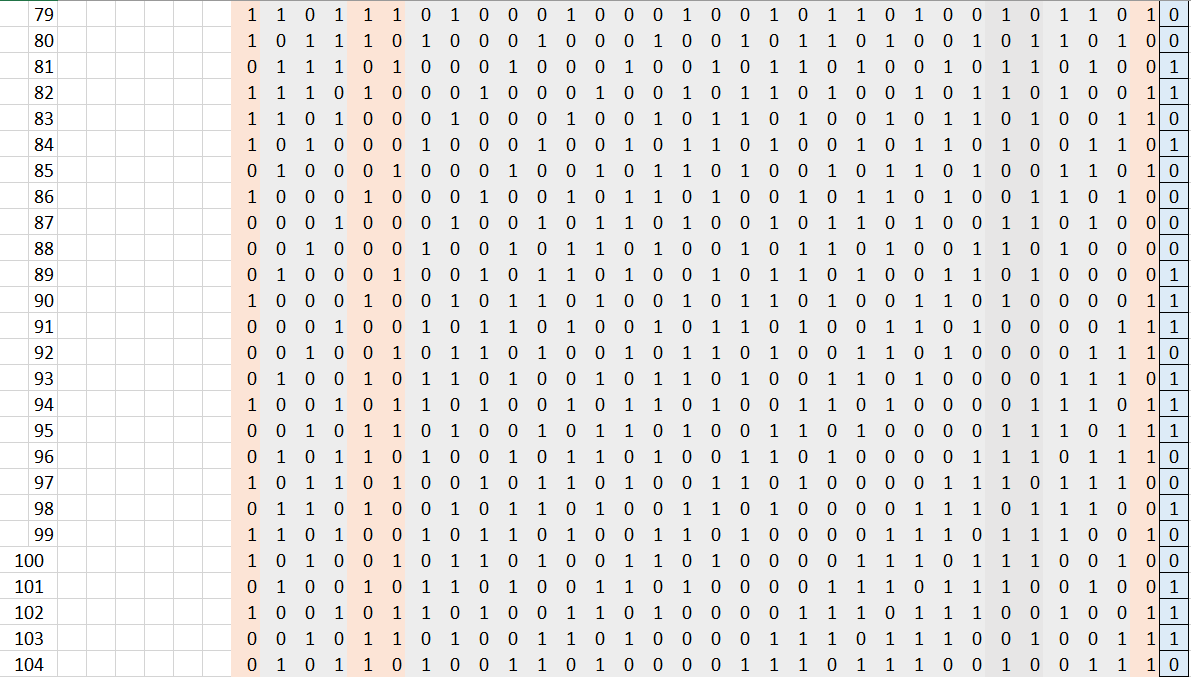 79 1 1 0 1 1 1 0 1 0 0 0 1 0 0 0 1 0 0 1 0 1 1 0 1 0 0 1 0 1 1 0 1 0
80 1 0 1 1 1 0 1 0 0 0 1 0 0 0 1 0 0 1 0 1 1 0 1 0 0 1 0 1 1 0 1 0 0
81 0 1 1 1 0 1 0 0 0 1 0 0 0 1 0 0 1 0 1 1 0 1 0 0 1 0 1 1 0 1 0 0 1
82 1 1 1 0 1 0 0 0 1 0 0 0 1 0 0 1 0 1 1 0 1 0 0 1 0 1 1 0 1 0 0 1 1
83 1 1 0 1 0 0 0 1 0 0 0 1 0 0 1 0 1 1 0 1 0 0 1 0 1 1 0 1 0 0 1 1 0
84 1 0 1 0 0 0 1 0 0 0 1 0 0 1 0 1 1 0 1 0 0 1 0 1 1 0 1 0 0 1 1 0 1
85 0 1 0 0 0 1 0 0 0 1 0 0 1 0 1 1 0 1 0 0 1 0 1 1 0 1 0 0 1 1 0 1 0
86 1 0 0 0 1 0 0 0 1 0 0 1 0 1 1 0 1 0 0 1 0 1 1 0 1 0 0 1 1 0 1 0 0
87 0 0 0 1 0 0 0 1 0 0 1 0 1 1 0 1 0 0 1 0 1 1 0 1 0 0 1 1 0 1 0 0 0
88 0 0 1 0 0 0 1 0 0 1 0 1 1 0 1 0 0 1 0 1 1 0 1 0 0 1 1 0 1 0 0 0 0
89 0 1 0 0 0 1 0 0 1 0 1 1 0 1 0 0 1 0 1 1 0 1 0 0 1 1 0 1 0 0 0 0 1
90 1 0 0 0 1 0 0 1 0 1 1 0 1 0 0 1 0 1 1 0 1 0 0 1 1 0 1 0 0 0 0 1 1
91 0 0 0 1 0 0 1 0 1 1 0 1 0 0 1 0 1 1 0 1 0 0 1 1 0 1 0 0 0 0 1 1 1
92 0 0 1 0 0 1 0 1 1 0 1 0 0 1 0 1 1 0 1 0 0 1 1 0 1 0 0 0 0 1 1 1 0
93 0 1 0 0 1 0 1 1 0 1 0 0 1 0 1 1 0 1 0 0 1 1 0 1 0 0 0 0 1 1 1 0 1
94 1 0 0 1 0 1 1 0 1 0 0 1 0 1 1 0 1 0 0 1 1 0 1 0 0 0 0 1 1 1 0 1 1
95 0 0 1 0 1 1 0 1 0 0 1 0 1 1 0 1 0 0 1 1 0 1 0 0 0 0 1 1 1 0 1 1 1
96 0 1 0 1 1 0 1 0 0 1 0 1 1 0 1 0 0 1 1 0 1 0 0 0 0 1 1 1 0 1 1 1 0
97 1 0 1 1 0 1 0 0 1 0 1 1 0 1 0 0 1 1 0 1 0 0 0 0 1 1 1 0 1 1 1 0 0
98 0 1 1 0 1 0 0 1 0 1 1 0 1 0 0 1 1 0 1 0 0 0 0 1 1 1 0 1 1 1 0 0 1
99 1 1 0 1 0 0 1 0 1 1 0 1 0 0 1 1 0 1 0 0 0 0 1 1 1 0 1 1 1 0 0 1 0
100 1 0 1 0 0 1 0 1 1 0 1 0 0 1 1 0 1 0 0 0 0 1 1 1 0 1 1 1 0 0 1 0 0
101 0 1 0 0 1 0 1 1 0 1 0 0 1 1 0 1 0 0 0 0 1 1 1 0 1 1 1 0 0 1 0 0 1
102 1 0 0 1 0 1 1 0 1 0 0 1 1 0 1 0 0 0 0 1 1 1 0 1 1 1 0 0 1 0 0 1 1
103 0 0 1 0 1 1 0 1 0 0 1 1 0 1 0 0 0 0 1 1 1 0 1 1 1 0 0 1 0 0 1 1 1
104 0 1 0 1 1 0 1 0 0 1 1 0 1 0 0 0 0 1 1 1 0 1 1 1 0 0 1 0 0 1 1 1 0